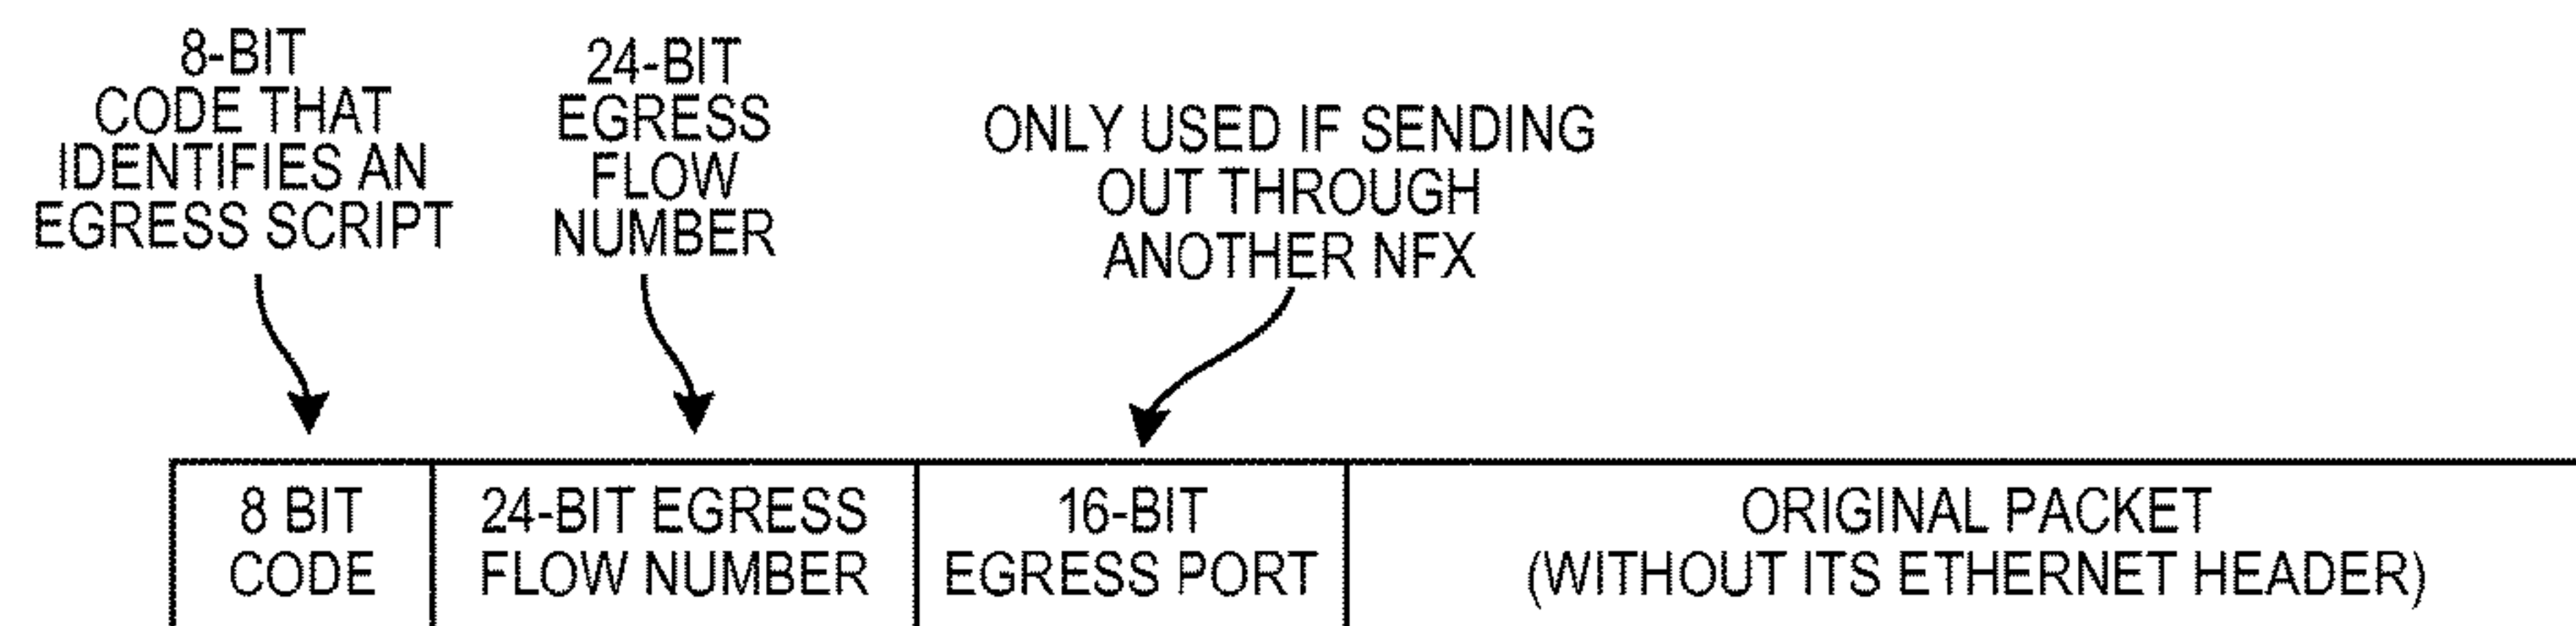 8-BIT
CODE THAT
IDENTIFIES AN
EGRESS SCRIPT
24-BIT
EGRESS
FLOW
NUMBER
ONLY USED IF SENDING
OUT THROUGH
ANOTHER NFX
8 BIT
CODE
24-BIT EGRESS
FLOW NUMBER
16-BIT
EGRESS PORT
ORIGINAL PACKET
(WITHOUT ITS ETHERNET HEADER)